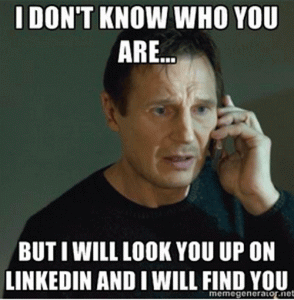 I DON'T KNOW WHO YOU
ARE...
BUT I WILL LOOK YOU UP ON
LINKEDIN AND I WILL FIND YOU
memegenerator.net